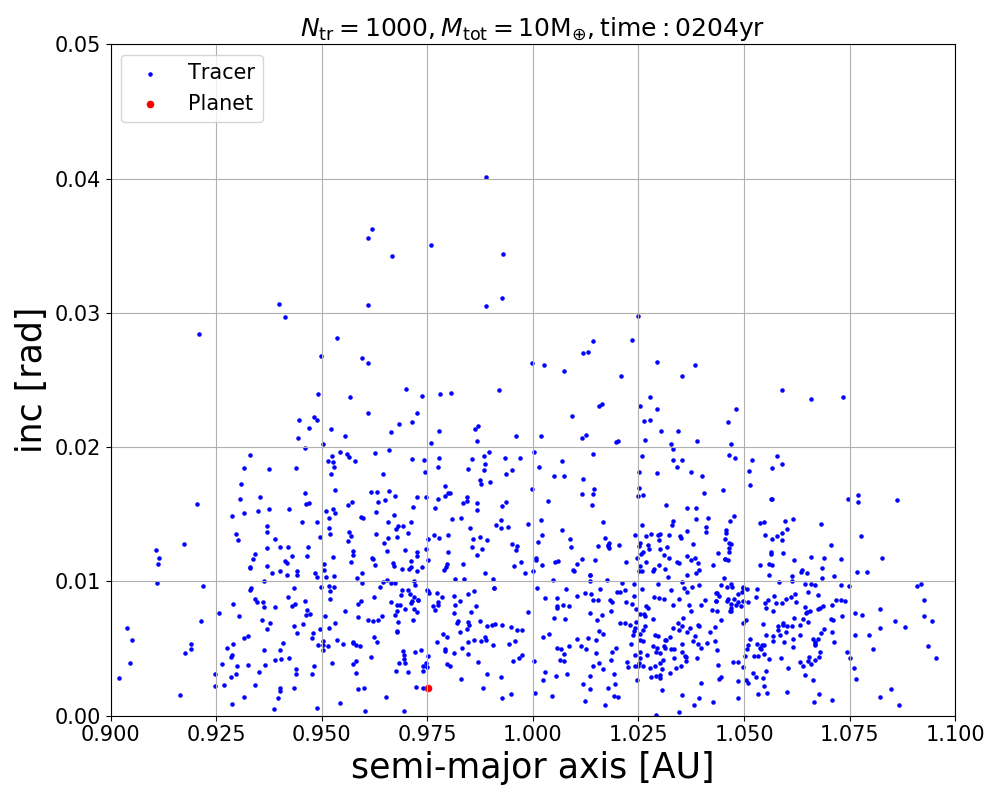 N_tr = 1000, M_tot = 10M_⊕, time : 0204yr
0.05
Tracer
Planet
0.04
0.03
inc [rad]
0.02
0.01
0.00
0.900 0.925 0.950 0.975 1.000 1.025 1.050 1.075 1.100
semi-major axis [AU]